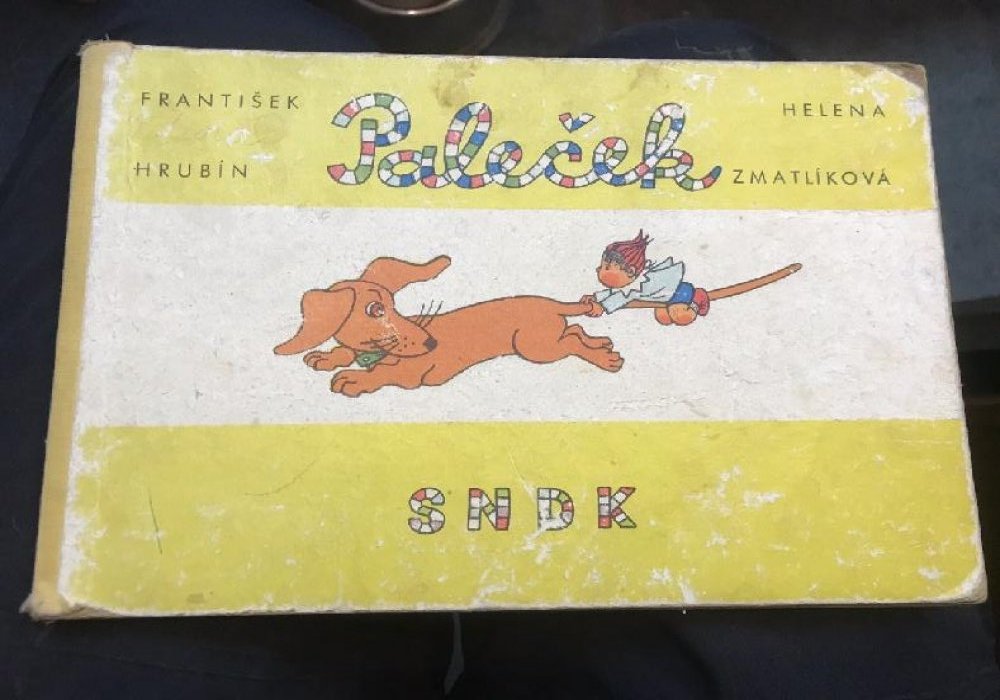 FRANTIŠEK
HRUBÍN
Paleček
HELENA
ZMATLÍKOVÁ
SNDK